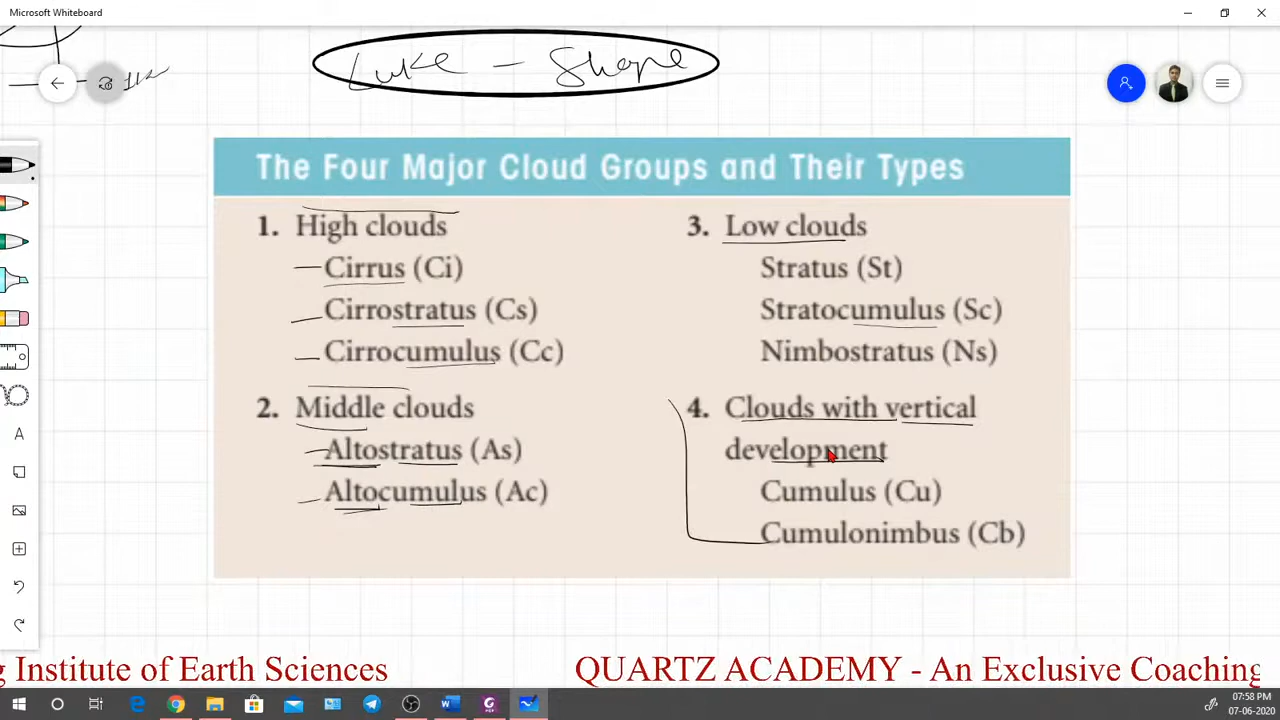 Microsoft Whiteboard
Luke - Shape
The Four Major Cloud Groups and Their Types
1. High clouds
Cirrus (Ci)
Cirrostratus (Cs)
Cirrocumulus (Cc)
2. Middle clouds
Altostratus (As)
Altocumulus (Ac)
3. Low clouds
Stratus (St)
Stratocumulus (Sc)
Nimbostratus (Ns)
4. Clouds with vertical
development
Cumulus (Cu)
Cumulonimbus (Cb)
g Institute of Earth Sciences QUARTZ ACADEMY - An Exclusive Coaching
07:58 PM
07-06-2020